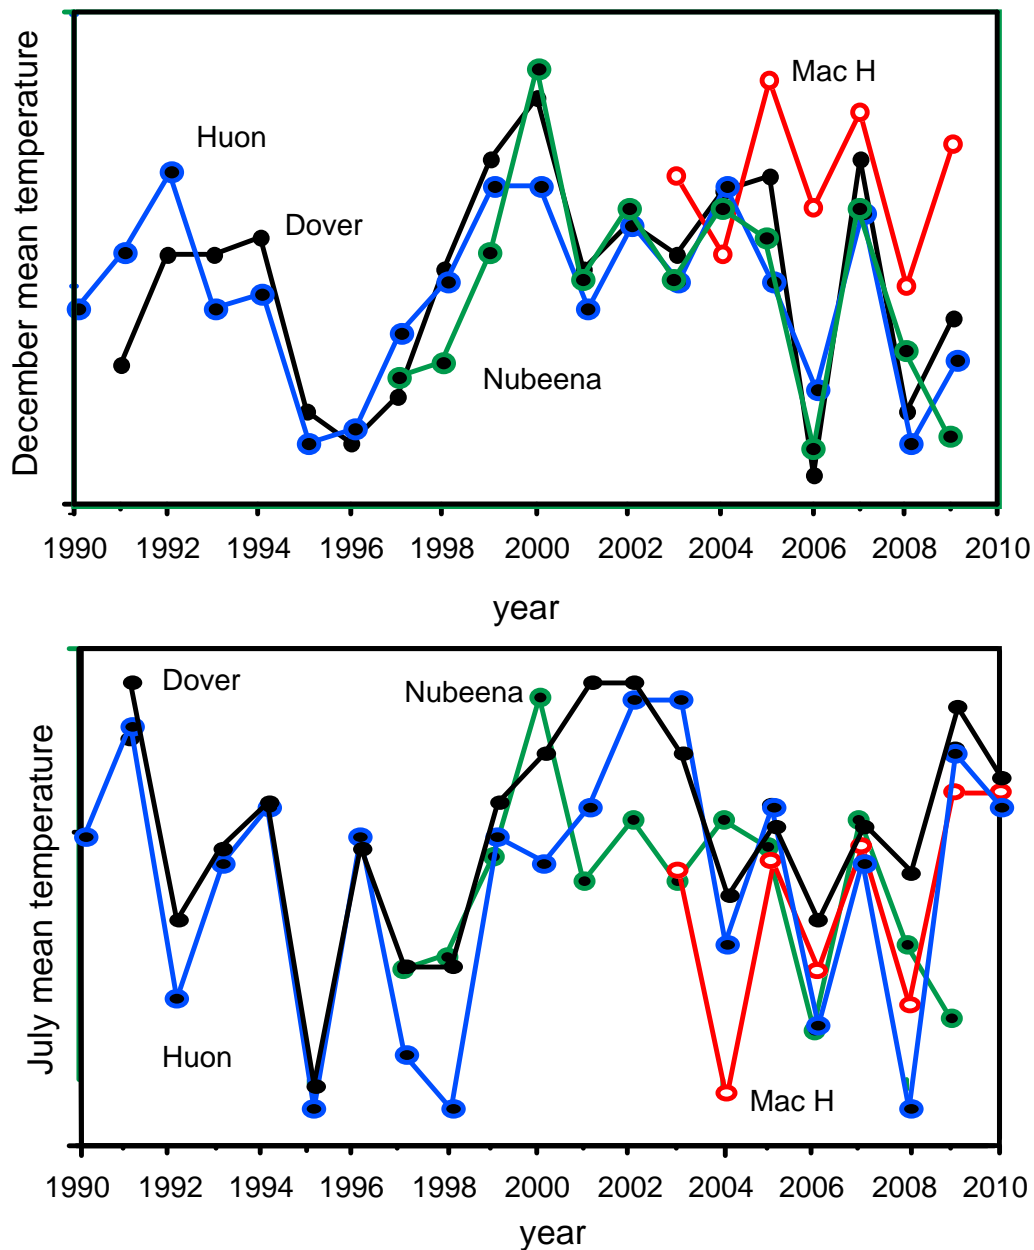 December mean temperature
Mac H
Huon
Dover
Nubeena
1990 1992 1994 1996 1998 2000 2002 2004 2006 2008 2010
year
July mean temperature
Dover
Nubeena
Huon
Mac H
1990 1992 1994 1996 1998 2000 2002 2004 2006 2008 2010
year